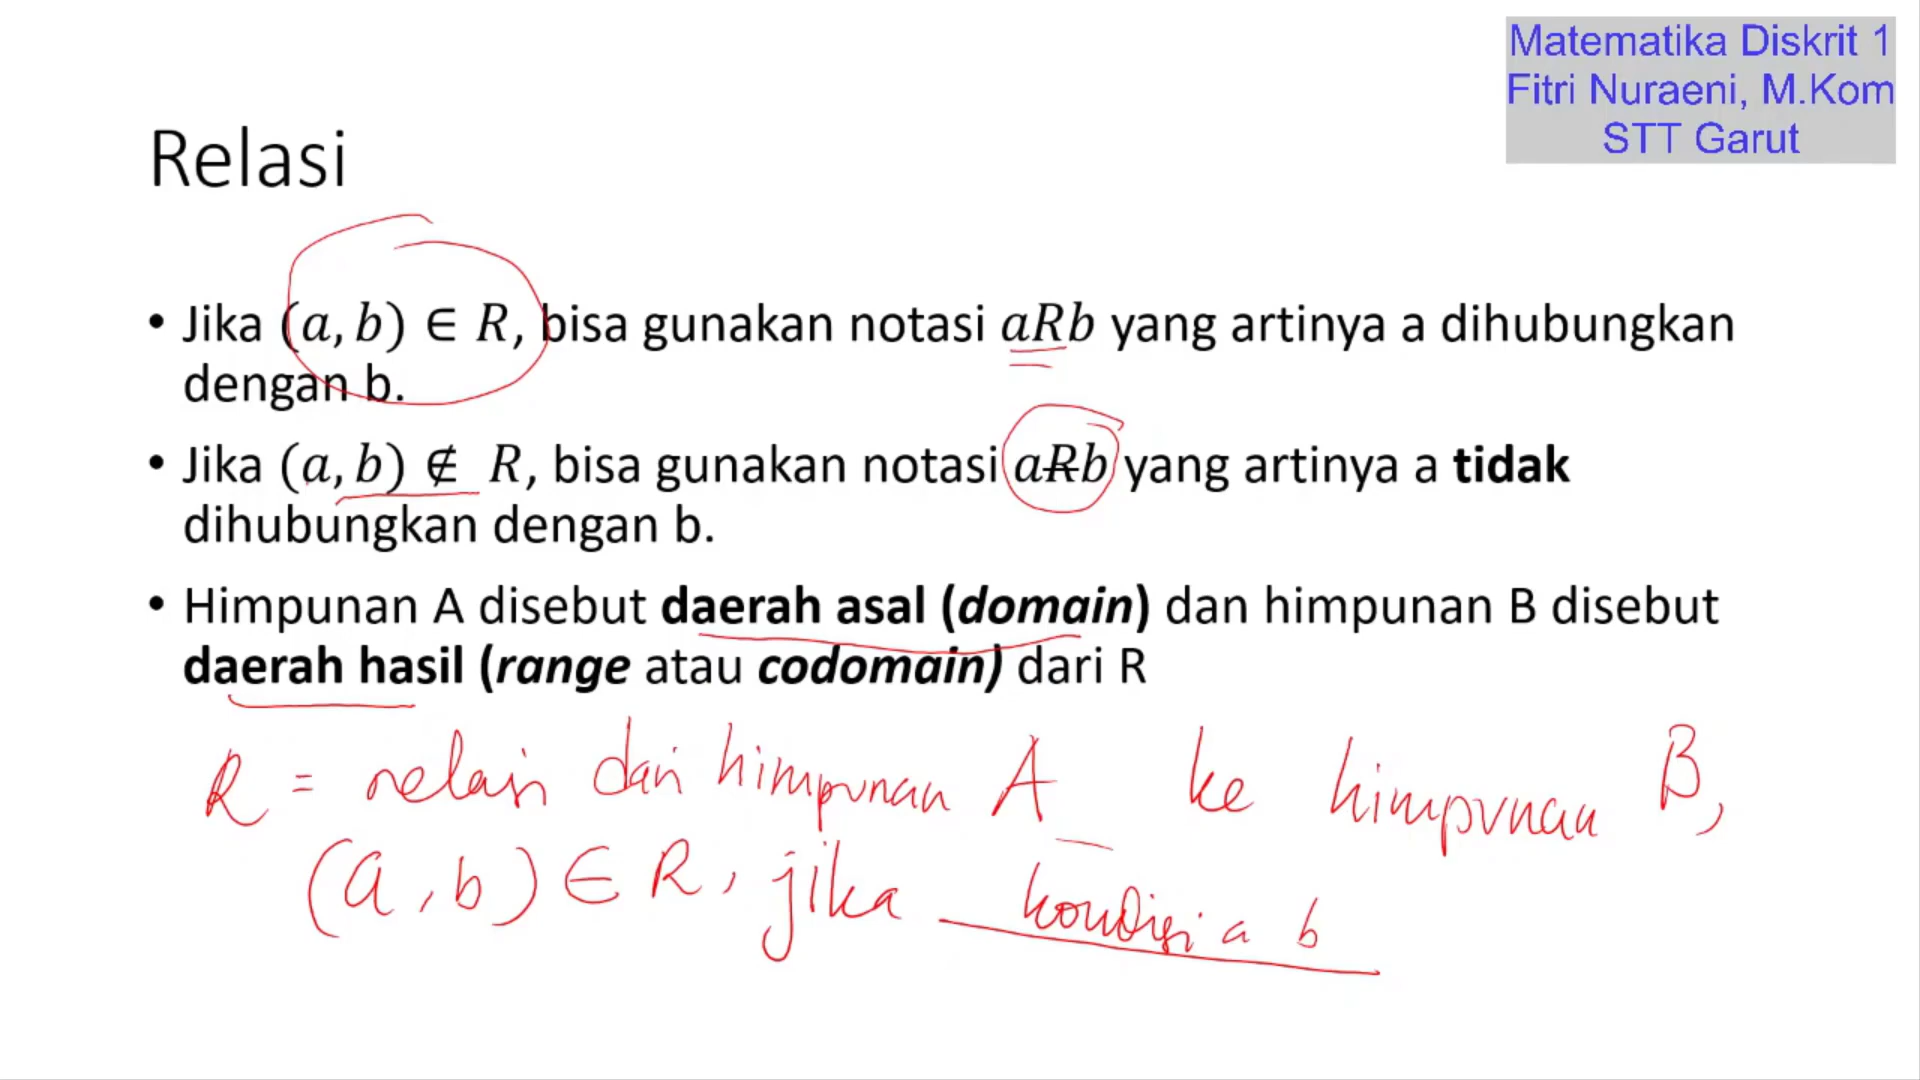 Matematika Diskrit 1
Fitri Nuraeni, M.Kom
STT Garut
Relasi
• Jika (a, b) ∈ R, bisa gunakan notasi aRb yang artinya a dihubungkan
dengan b.
• Jika (a, b) ∉ R, bisa gunakan notasi aR̶b yang artinya a tidak
dihubungkan dengan b.
• Himpunan A disebut daerah asal (domain) dan himpunan B disebut
daerah hasil (range atau codomain) dari R
R = relasi dari himpunan A ke himpunan B,
(a, b) ∈ R, jika kondisi a b